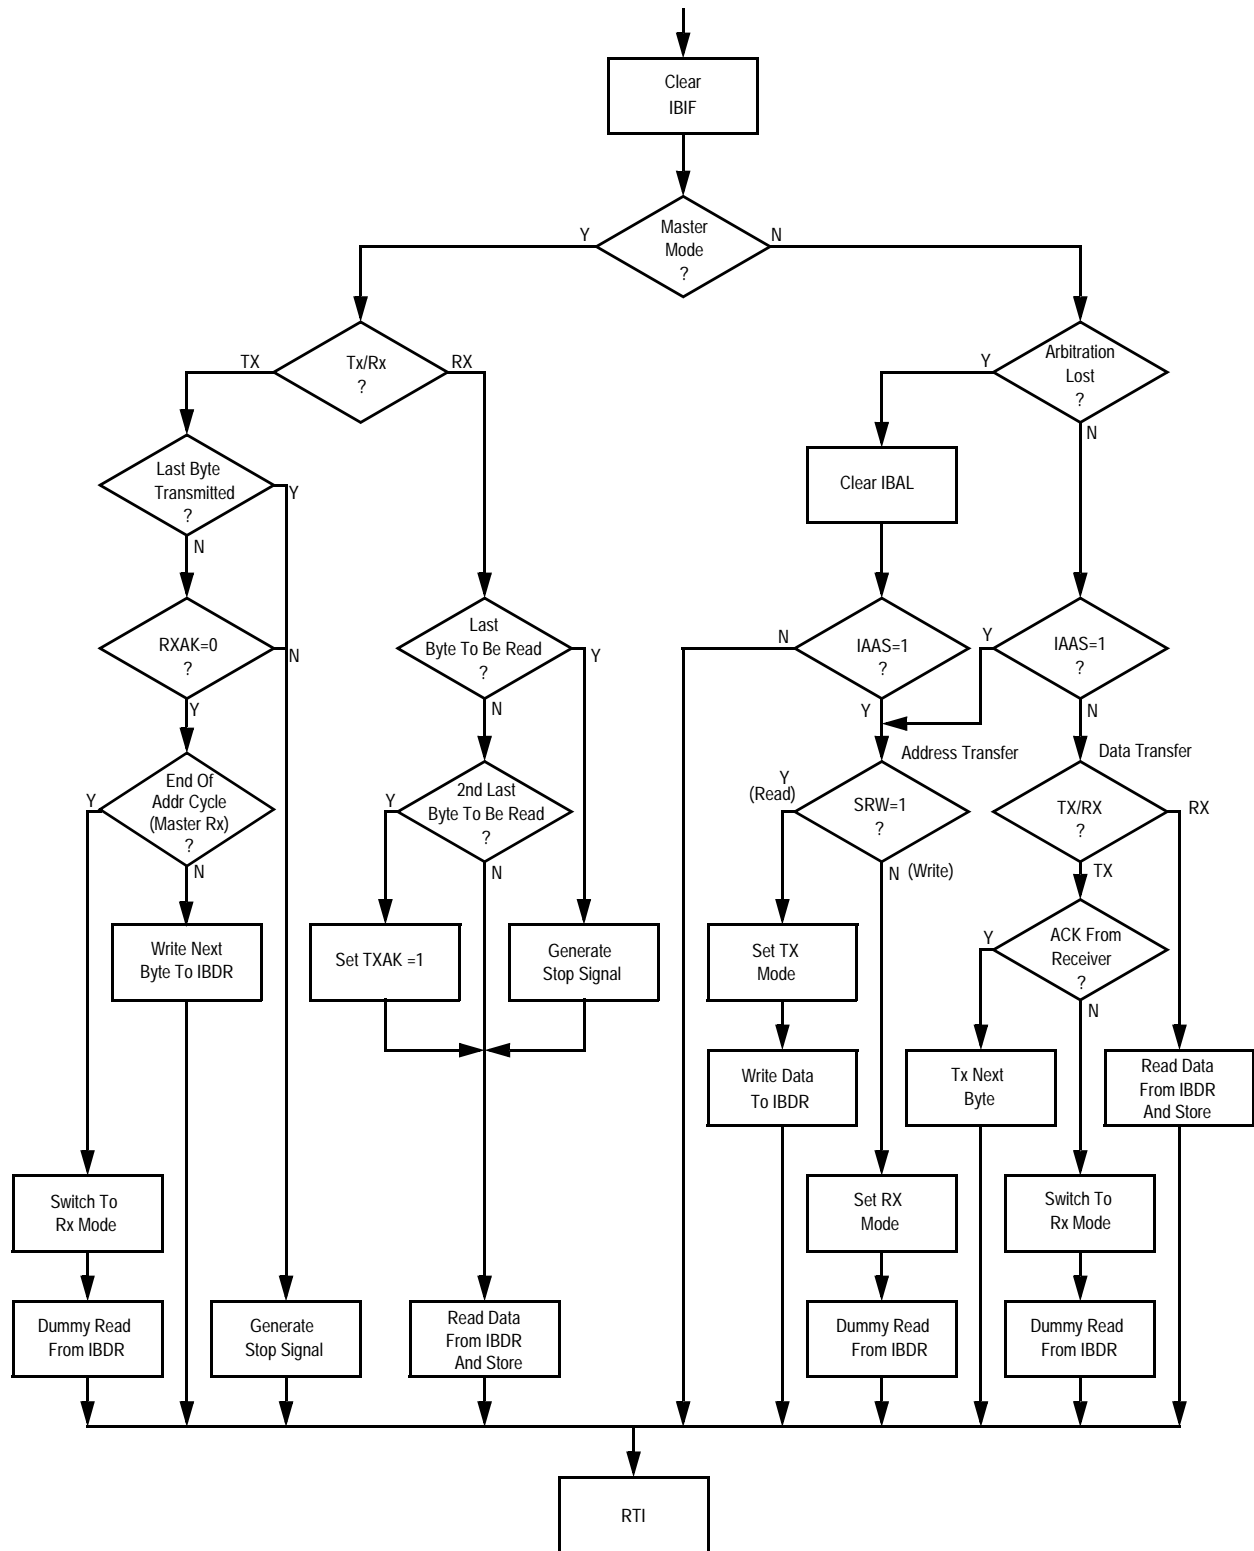 Clear
IBIF
Master
Mode
?
Y
N
Tx/Rx
?
TX
RX
Arbitration
Lost
?
Y
N
Last Byte
Transmitted
?
Y
N
Clear IBAL
RXAK=0
?
N
Y
Last
Byte To Be Read
?
Y
N
IAAS=1
?
N
Y
IAAS=1
?
Y
N
Address Transfer
Data Transfer
End Of
Addr Cycle
(Master Rx)
?
Y
N
2nd Last
Byte To Be Read
?
Y
N
SRW=1
?
Y
(Read)
N (Write)
TX/RX
?
RX
TX
Write Next
Byte To IBDR
Set TXAK =1
Generate
Stop Signal
Set TX
Mode
ACK From
Receiver
?
Y
N
Write Data
To IBDR
Tx Next
Byte
Read Data
From IBDR
And Store
Switch To
Rx Mode
Set RX
Mode
Switch To
Rx Mode
Dummy Read
From IBDR
Generate
Stop Signal
Read Data
From IBDR
And Store
Dummy Read
From IBDR
Dummy Read
From IBDR
RTI